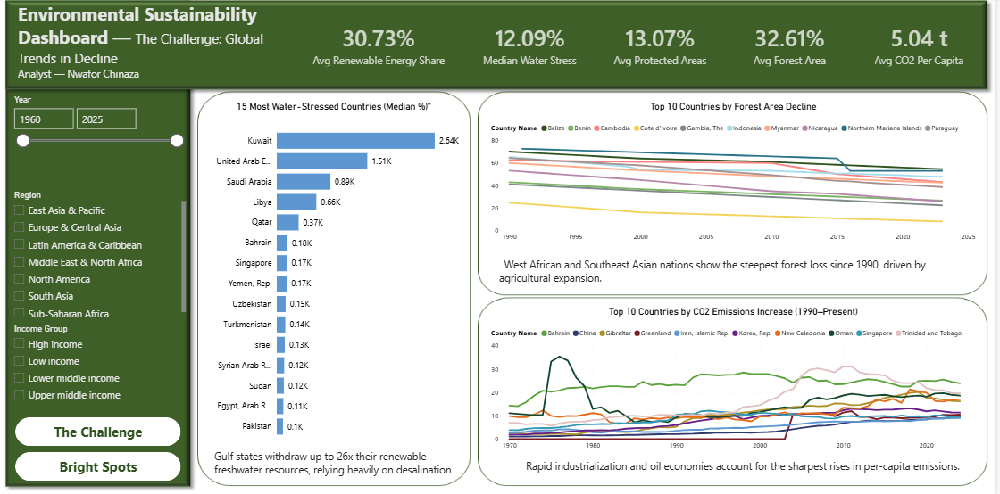 Environmental Sustainability
Dashboard — The Challenge: Global
Trends in Decline
Analyst — Nwafor Chinaza
30.73%
Avg Renewable Energy Share
12.09%
Median Water Stress
13.07%
Avg Protected Areas
32.61%
Avg Forest Area
5.04 t
Avg CO2 Per Capita
Year
1960
2025
Region
East Asia & Pacific
Europe & Central Asia
Latin America & Caribbean
Middle East & North Africa
North America
South Asia
Sub-Saharan Africa
Income Group
High income
Low income
Lower middle income
Upper middle income
The Challenge
Bright Spots
15 Most Water-Stressed Countries (Median %)"
Kuwait 2.64K
United Arab E... 1.51K
Saudi Arabia 0.89K
Libya 0.66K
Qatar 0.37K
Bahrain 0.18K
Singapore 0.17K
Yemen, Rep. 0.17K
Uzbekistan 0.15K
Turkmenistan 0.14K
Israel 0.13K
Syrian Arab R... 0.12K
Sudan 0.12K
Egypt, Arab R... 0.11K
Pakistan 0.1K
Gulf states withdraw up to 26x their renewable
freshwater resources, relying heavily on desalination
Top 10 Countries by Forest Area Decline
Country Name Belize Benin Cambodia Cote d'Ivoire Gambia, The Indonesia Myanmar Nicaragua Northern Mariana Islands Paraguay
80
60
40
20
0
1990 1995 2000 2005 2010 2015 2020 2025
West African and Southeast Asian nations show the steepest forest loss since 1990, driven by
agricultural expansion.
Top 10 Countries by CO2 Emissions Increase (1990–Present)
Country Name Bahrain China Gibraltar Greenland Iran, Islamic Rep. Korea, Rep. New Caledonia Oman Singapore Trinidad and Tobago
40
30
20
10
0
1970 1980 1990 2000 2010 2020
Rapid industrialization and oil economies account for the sharpest rises in per-capita emissions.